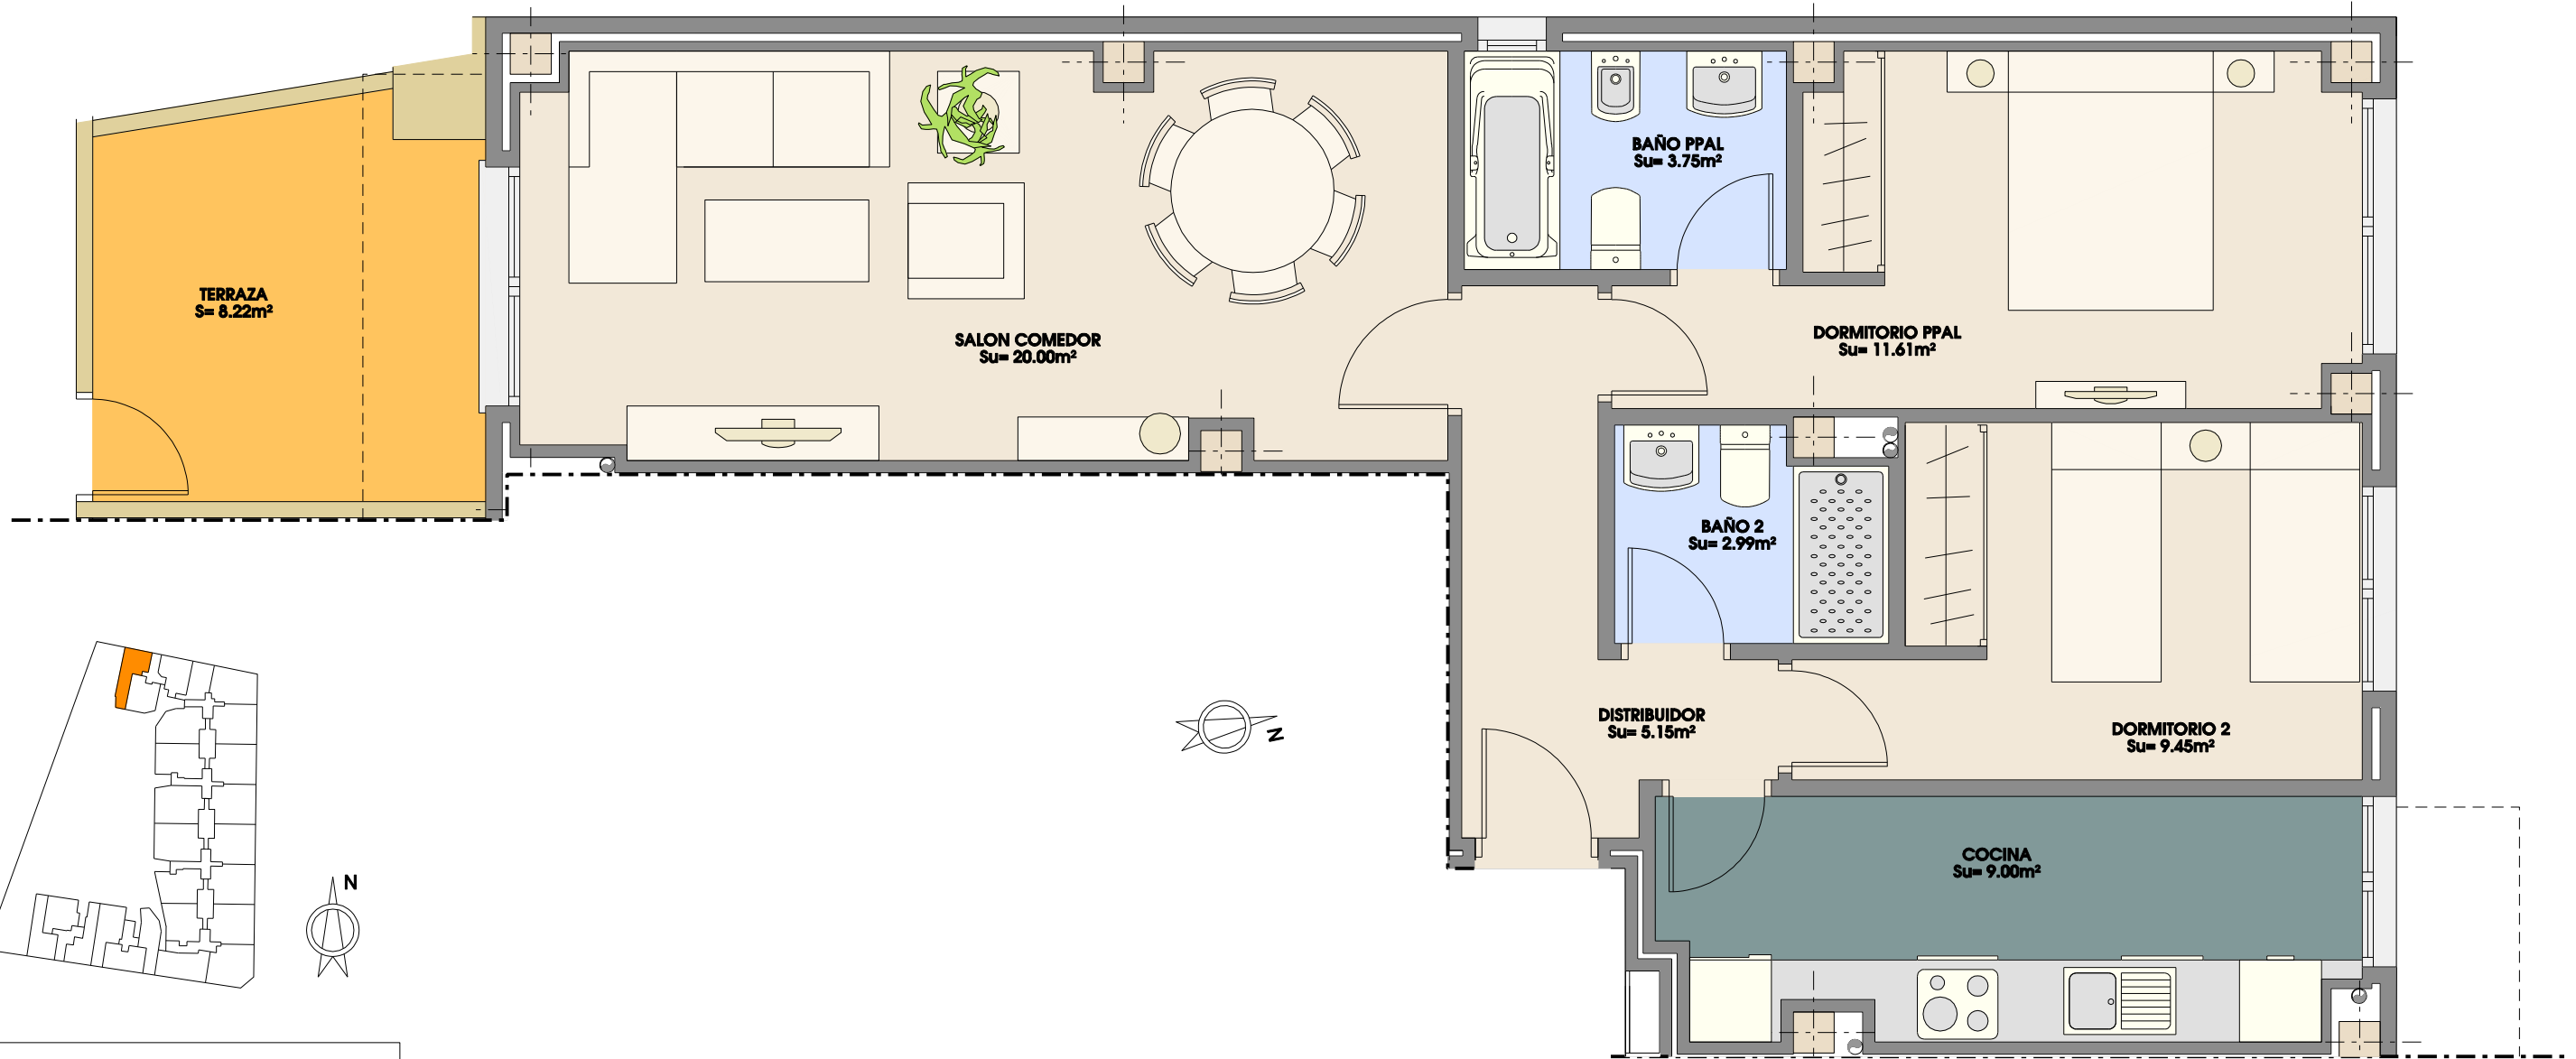 BAÑO PPAL
Su= 3.75m²
TERRAZA
S= 8.22m²
SALON COMEDOR
Su= 20.00m²
DORMITORIO PPAL
Su= 11.61m²
BAÑO 2
Su= 2.99m²
DISTRIBUIDOR
Su= 5.15m²
DORMITORIO 2
Su= 9.45m²
N
COCINA
Su= 9.00m²
N